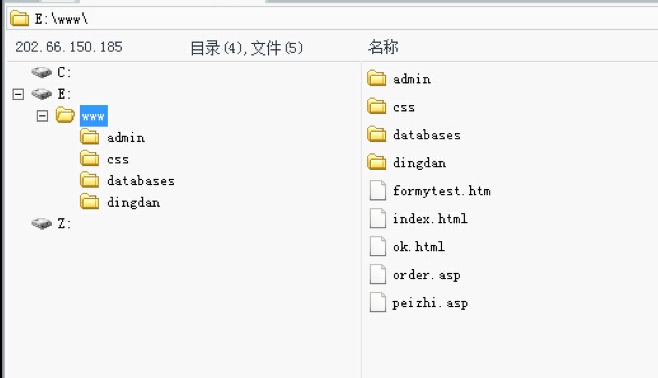 E:\www\
202.66.150.185 目录(4),文件(5) 名称
C:
E:
www
admin
css
databases
dingdan
Z:
admin
css
databases
dingdan
formytest.htm
index.html
ok.html
order.asp
peizhi.asp